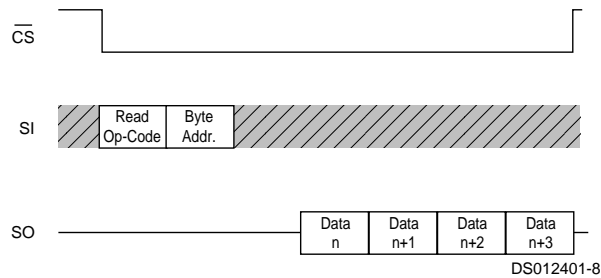 CS
SI
Read
Op-Code
Byte
Addr.
SO
Data
n
Data
n+1
Data
n+2
Data
n+3
DS012401-8